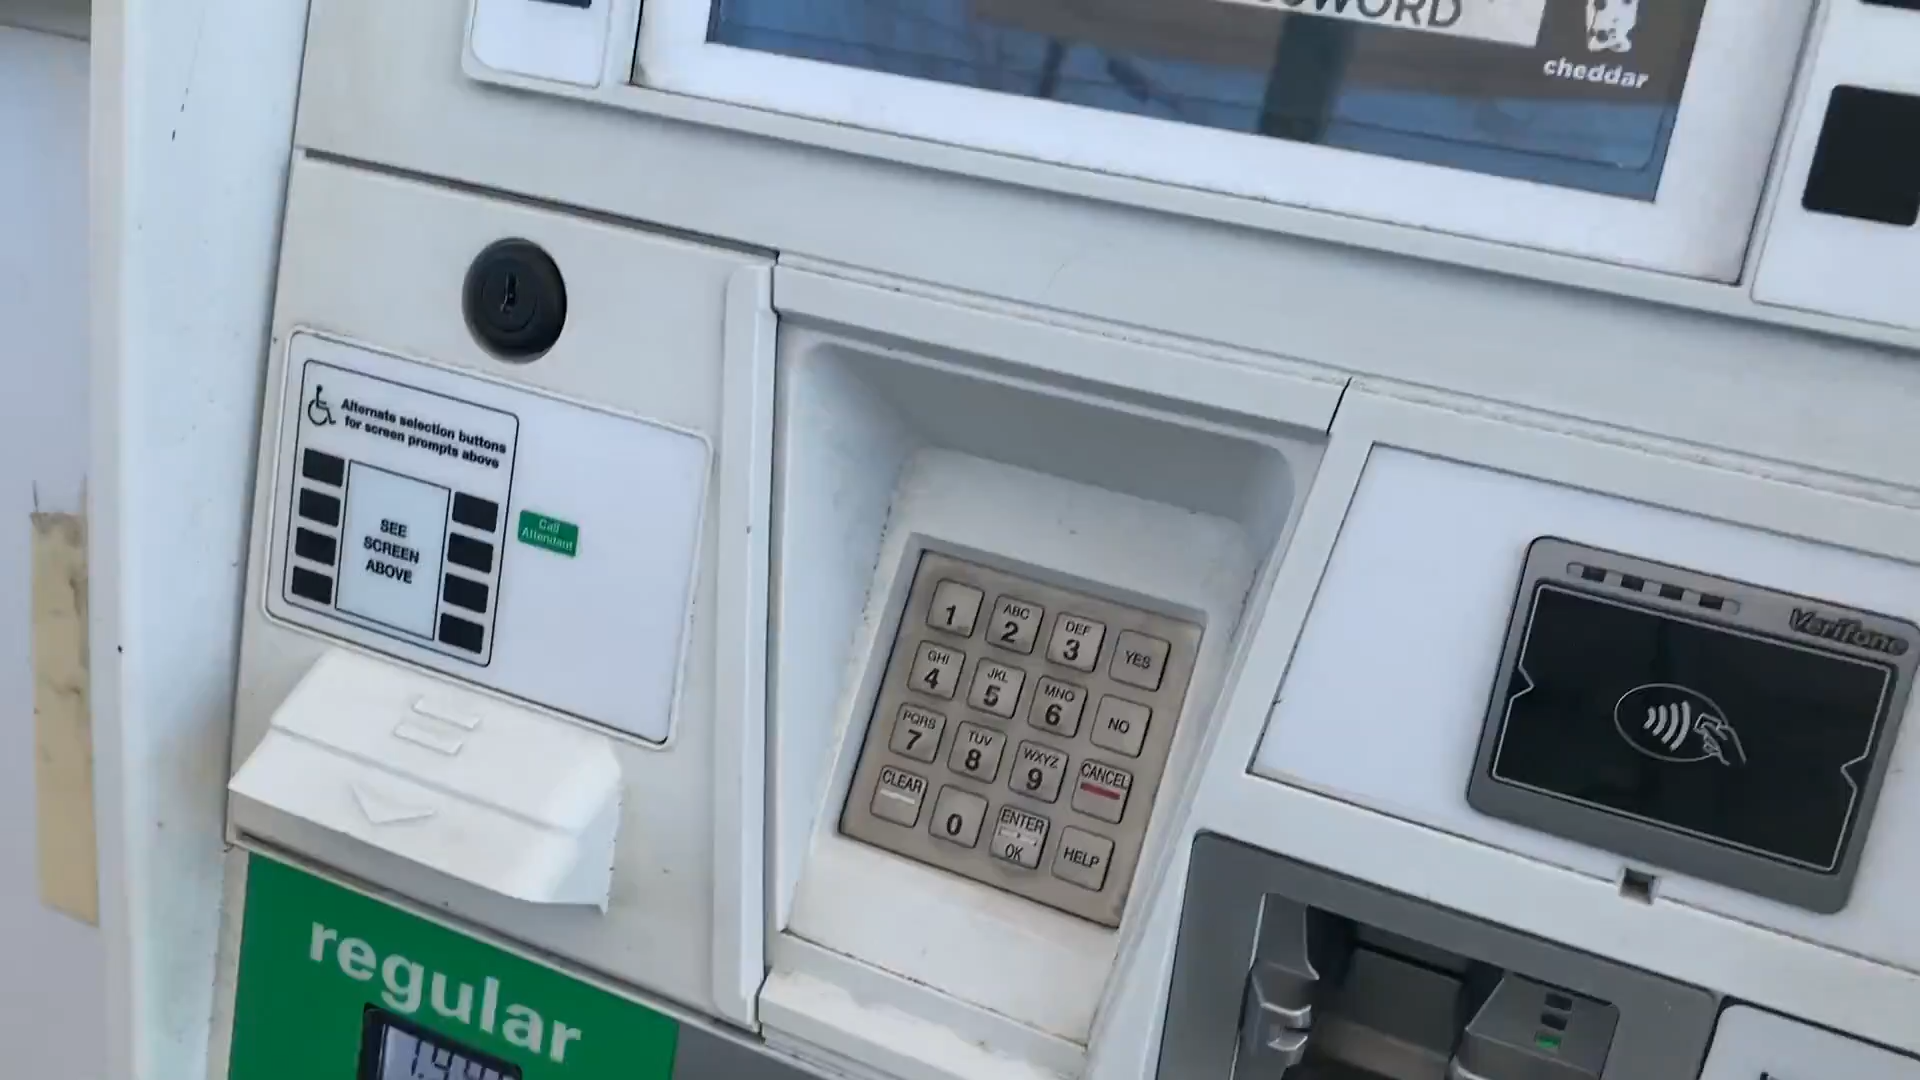 cheddar
Alternate selection buttons
for screen prompts above
SEE
SCREEN
ABOVE
Call
Attendant
1
ABC
2
DEF
3
YES
GHI
4
JKL
5
MNO
6
NO
PQRS
7
TUV
8
WXYZ
9
CANCEL
CLEAR
0
ENTER
OK
HELP
Verifone
regular